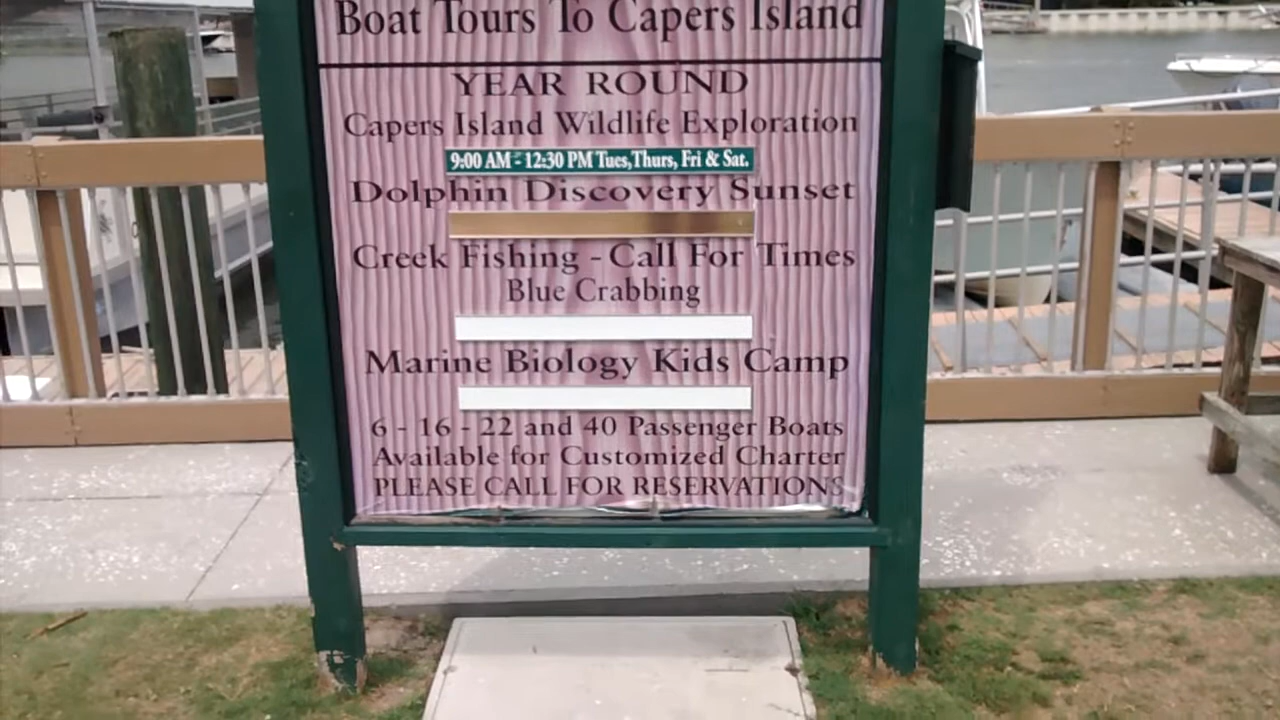 Boat Tours To Capers Island
YEAR ROUND
Capers Island Wildlife Exploration
9:00 AM - 12:30 PM Tues,Thurs, Fri & Sat.
Dolphin Discovery Sunset
Creek Fishing - Call For Times
Blue Crabbing
Marine Biology Kids Camp
6 - 16 - 22 and 40 Passenger Boats
Available for Customized Charter
PLEASE CALL FOR RESERVATIONS